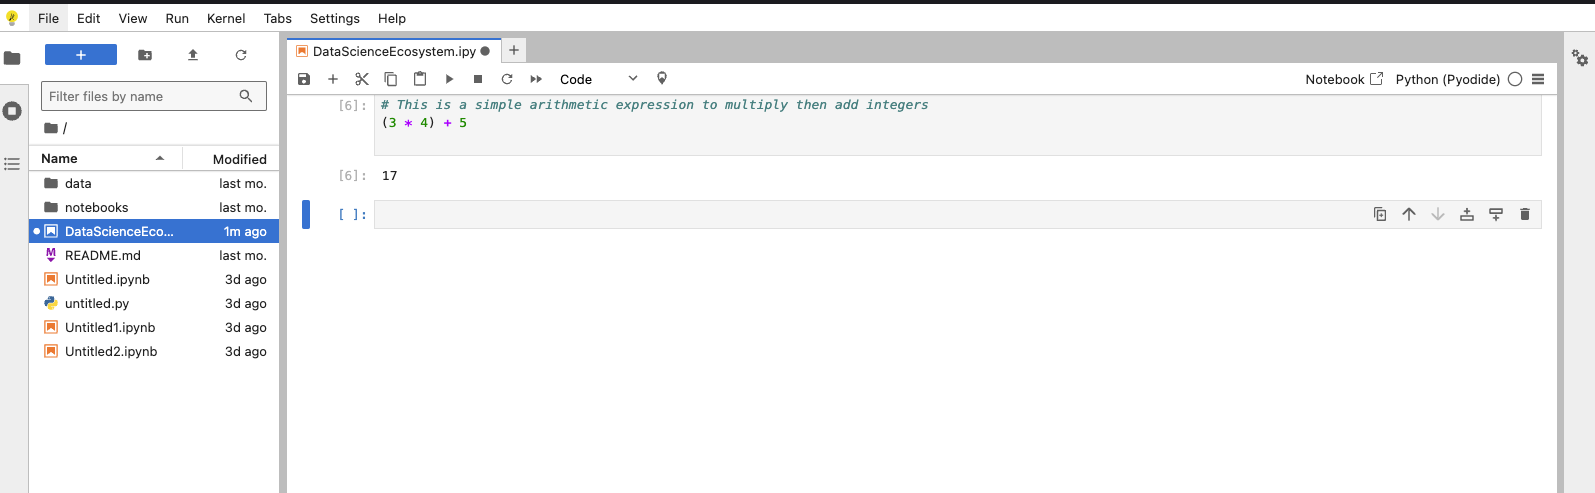 File Edit View Run Kernel Tabs Settings Help
+
Filter files by name
/
Name Modified
data last mo.
notebooks last mo.
DataScienceEco... 1m ago
README.md last mo.
Untitled.ipynb 3d ago
untitled.py 3d ago
Untitled1.ipynb 3d ago
Untitled2.ipynb 3d ago
DataScienceEcosystem.ipy
Code Notebook Python (Pyodide)
[6]: # This is a simple arithmetic expression to multiply then add integers
(3 * 4) + 5
[6]: 17
[ ]: